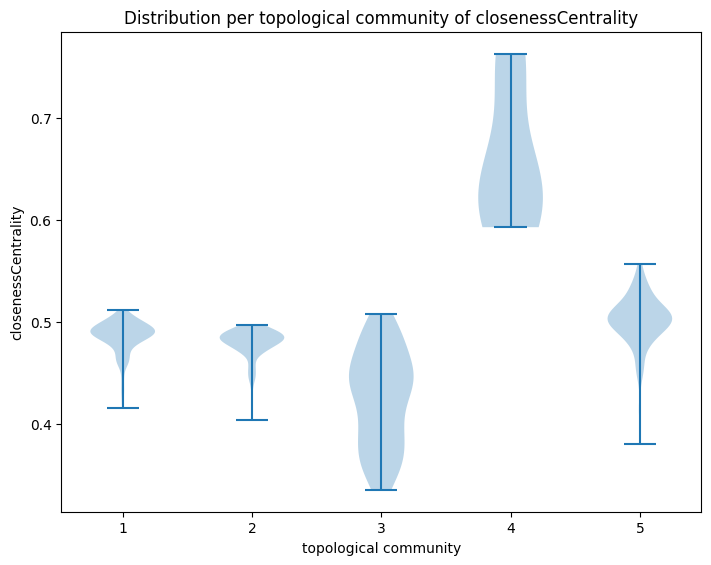 Distribution per topological community of closenessCentrality
closenessCentrality
0.7
0.6
0.5
0.4
1 2 3 4 5
topological community